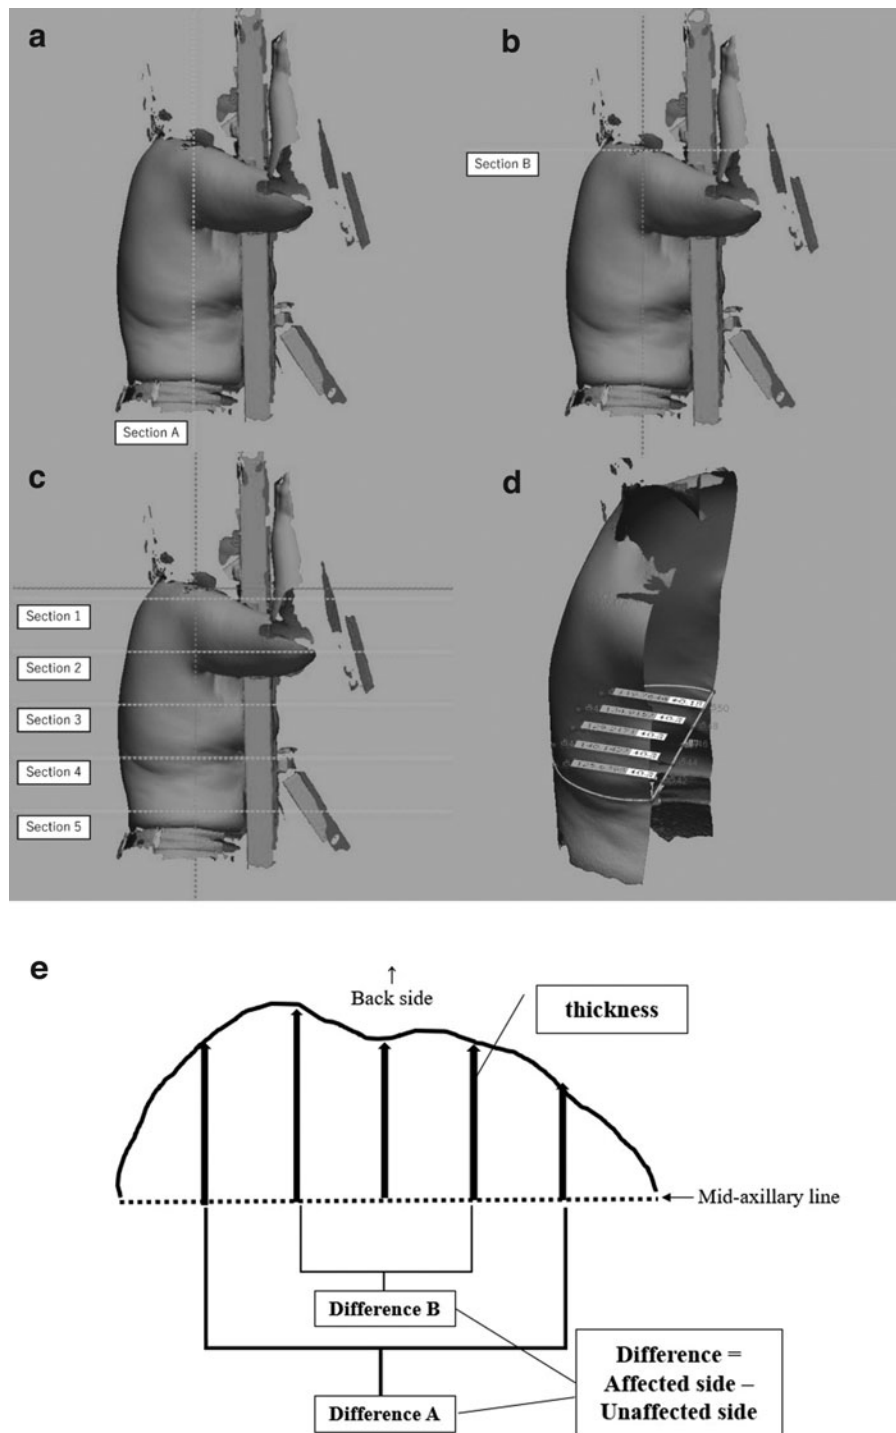 a
b
Section B
Section A
c
d
Section 1
Section 2
Section 3
Section 4
Section 5
e
↑
Back side
thickness
← Mid-axillary line
Difference B
Difference =
Affected side –
Unaffected side
Difference A